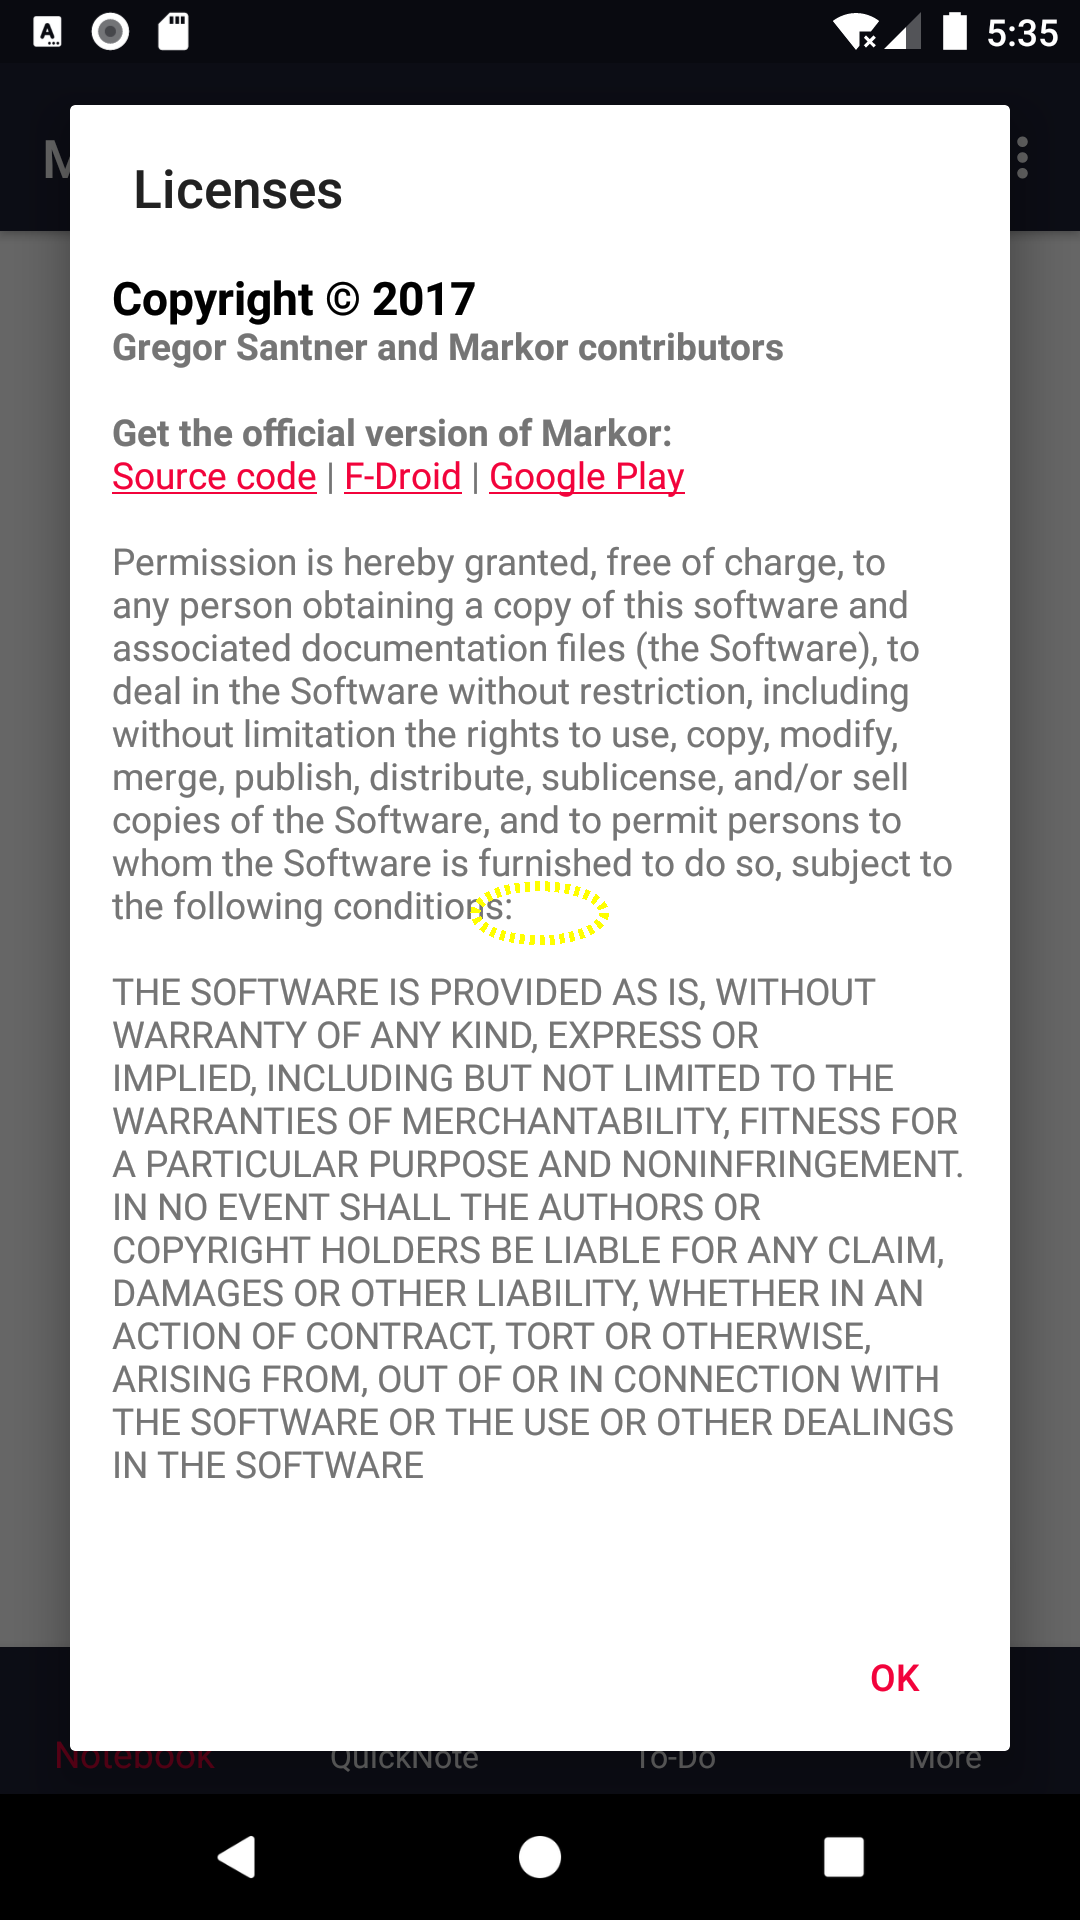 5:35
Licenses
Copyright © 2017
Gregor Santner and Markor contributors
Get the official version of Markor:
Source code | F-Droid | Google Play
Permission is hereby granted, free of charge, to
any person obtaining a copy of this software and
associated documentation files (the Software), to
deal in the Software without restriction, including
without limitation the rights to use, copy, modify,
merge, publish, distribute, sublicense, and/or sell
copies of the Software, and to permit persons to
whom the Software is furnished to do so, subject to
the following conditions:
THE SOFTWARE IS PROVIDED AS IS, WITHOUT
WARRANTY OF ANY KIND, EXPRESS OR
IMPLIED, INCLUDING BUT NOT LIMITED TO THE
WARRANTIES OF MERCHANTABILITY, FITNESS FOR
A PARTICULAR PURPOSE AND NONINFRINGEMENT.
IN NO EVENT SHALL THE AUTHORS OR
COPYRIGHT HOLDERS BE LIABLE FOR ANY CLAIM,
DAMAGES OR OTHER LIABILITY, WHETHER IN AN
ACTION OF CONTRACT, TORT OR OTHERWISE,
ARISING FROM, OUT OF OR IN CONNECTION WITH
THE SOFTWARE OR THE USE OR OTHER DEALINGS
IN THE SOFTWARE
OK
Notebook QuickNote To-Do More